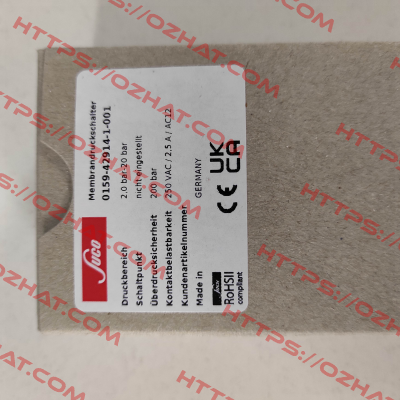 Suco
Membrandruckschalter
0159-42914-1-001
Druckbereich 2,0 bar-20 bar
Schaltpunkt nicht eingestellt
Überdrucksicherheit 200 bar
Kontaktbelastbarkeit 250 VAC / 2,5 A / AC12
Kundenartikelnummer
Made in GERMANY
CE UK CA
Suco
RoHSII
compliant
HTTPS://OZHAT.COM
HTTPS://OZHAT.COM
HTTPS://OZHAT.COM
HTTPS://OZHAT.COM
HTTPS://OZHAT.COM